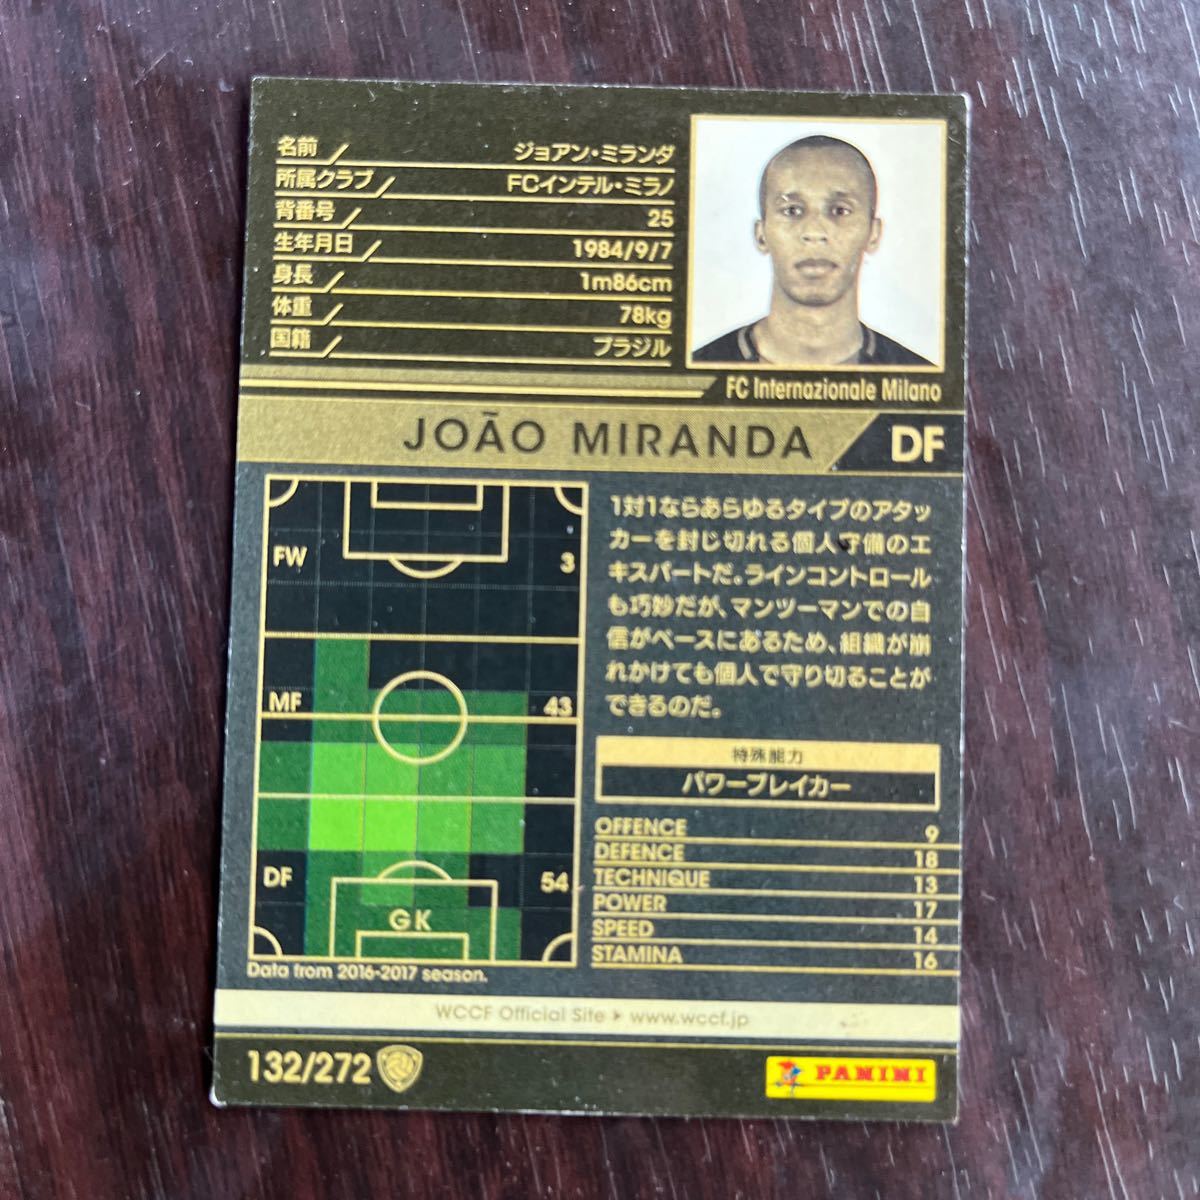 名前 ジョアン・ミランダ
所属クラブ FCインテル・ミラノ
背番号 25
生年月日 1984/9/7
身長 1m86cm
体重 78kg
国籍 ブラジル
FC Internazionale Milano
JOÃO MIRANDA DF
FW 3
MF 43
DF 54
GK
Data from 2016-2017 season.
1対1ならあらゆるタイプのアタッ
カーを封じ切れる個人守備のエ
キスパートだ。ラインコントロール
も巧妙だが、マンツーマンでの自
信がベースにあるため、組織が崩
れかけても個人で守り切ることが
できるのだ。
特殊能力
パワーブレイカー
OFFENCE 9
DEFENCE 18
TECHNIQUE 13
POWER 17
SPEED 14
STAMINA 16
WCCF Official Site ▶ www.wccf.jp
132/272
PANINI